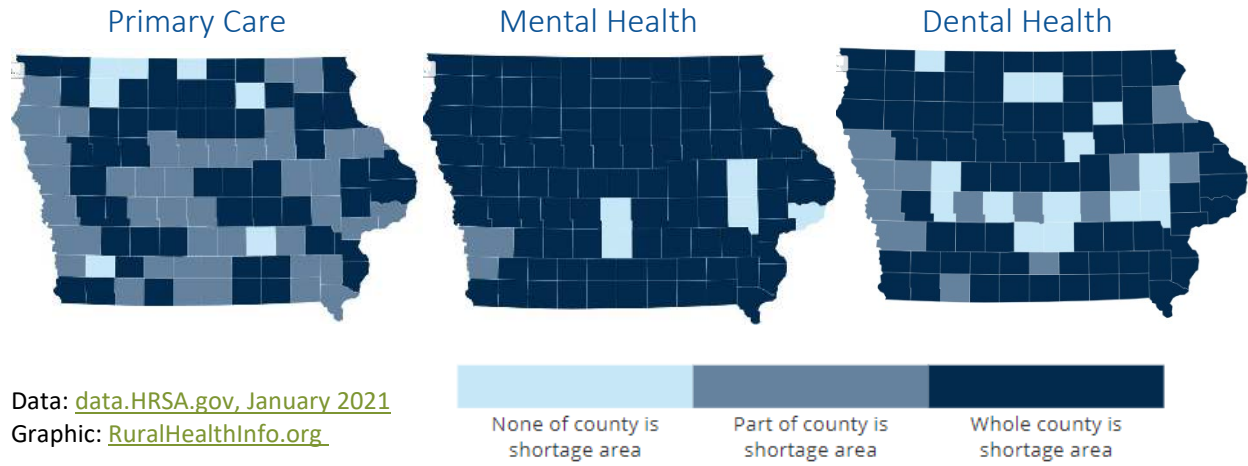 Primary Care
Mental Health
Dental Health
Data: data.HRSA.gov, January 2021
Graphic: RuralHealthInfo.org
None of county is
shortage area
Part of county is
shortage area
Whole county is
shortage area